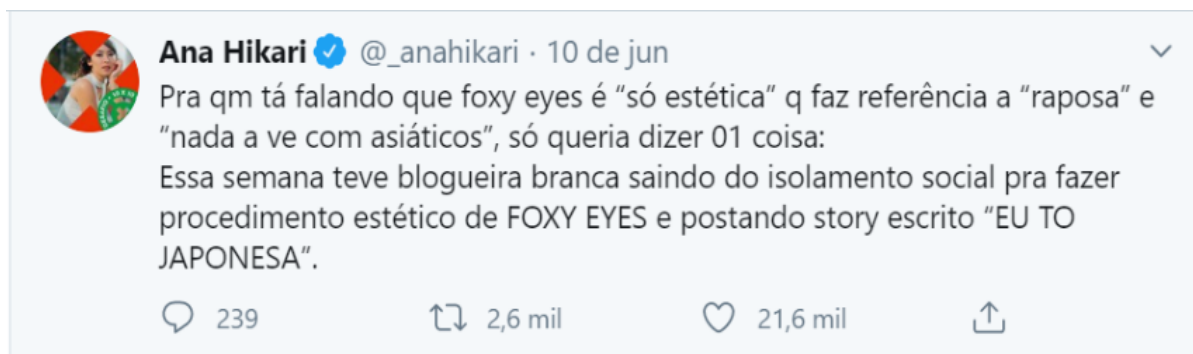 Ana Hikari @_anahikari · 10 de jun
Pra qm tá falando que foxy eyes é “só estética” q faz referência a “raposa” e
“nada a ve com asiáticos”, só queria dizer 01 coisa:
Essa semana teve blogueira branca saindo do isolamento social pra fazer
procedimento estético de FOXY EYES e postando story escrito “EU TO
JAPONESA”.
239 2,6 mil 21,6 mil